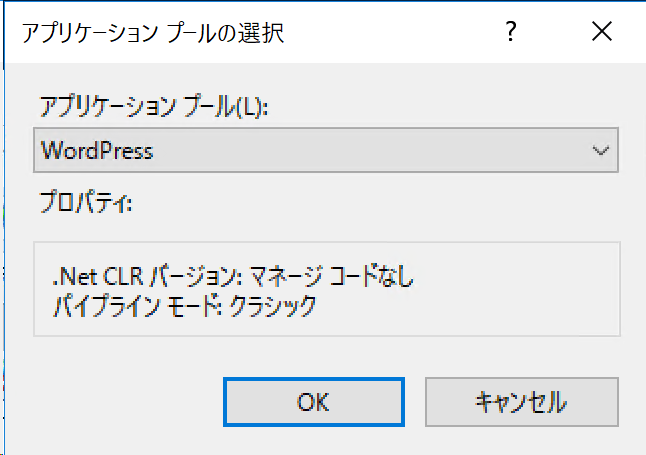 アプリケーション プールの選択
?
アプリケーション プール(L):
WordPress
プロパティ:
.Net CLR バージョン: マネージ コードなし
パイプライン モード: クラシック
OK
キャンセル